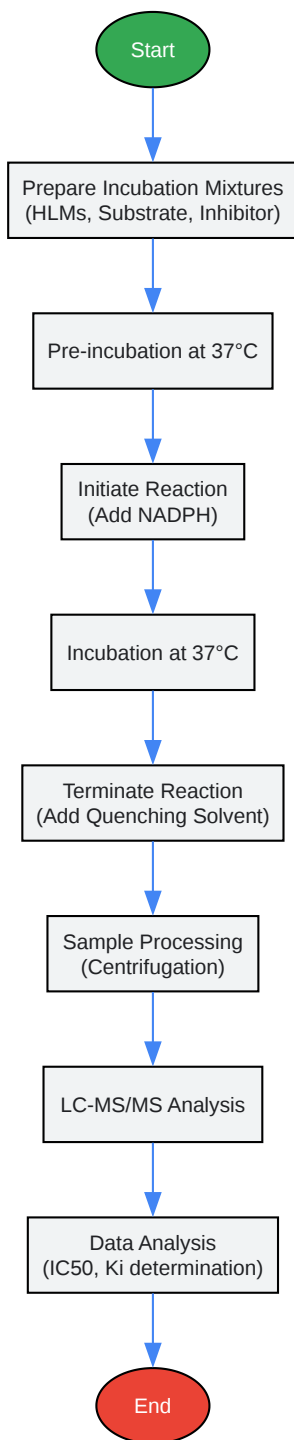 Start
Prepare Incubation Mixtures
(HLMs, Substrate, Inhibitor)
Pre-incubation at 37°C
Initiate Reaction
(Add NADPH)
Incubation at 37°C
Terminate Reaction
(Add Quenching Solvent)
Sample Processing
(Centrifugation)
LC-MS/MS Analysis
Data Analysis
(IC50, Ki determination)
End